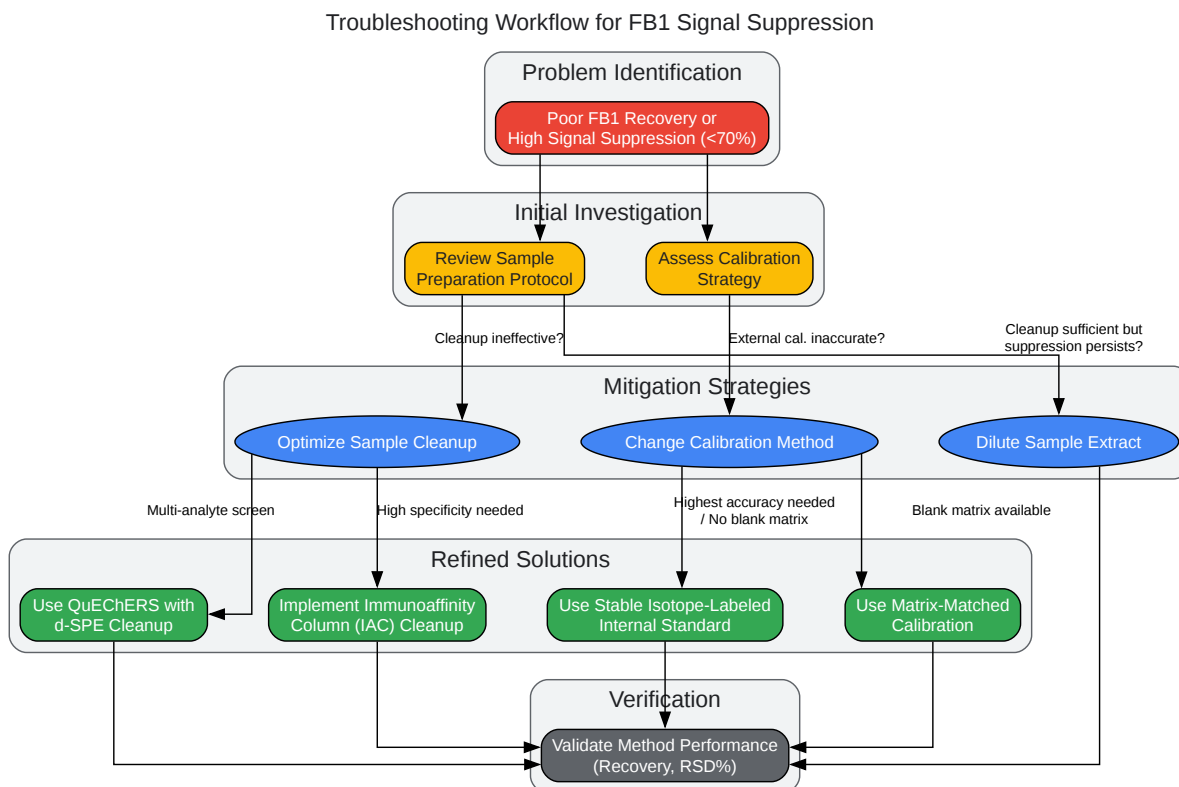 Troubleshooting Workflow for FB1 Signal Suppression
Problem Identification
Poor FB1 Recovery or
High Signal Suppression (<70%)
Initial Investigation
Review Sample
Preparation Protocol
Assess Calibration
Strategy
Cleanup ineffective?
External cal. inaccurate?
Cleanup sufficient but
suppression persists?
Mitigation Strategies
Optimize Sample Cleanup
Change Calibration Method
Dilute Sample Extract
Multi-analyte screen
High specificity needed
Highest accuracy needed
/ No blank matrix
Blank matrix available
Refined Solutions
Use QuEChERS with
d-SPE Cleanup
Implement Immunoaffinity
Column (IAC) Cleanup
Use Stable Isotope-Labeled
Internal Standard
Use Matrix-Matched
Calibration
Verification
Validate Method Performance
(Recovery, RSD%)